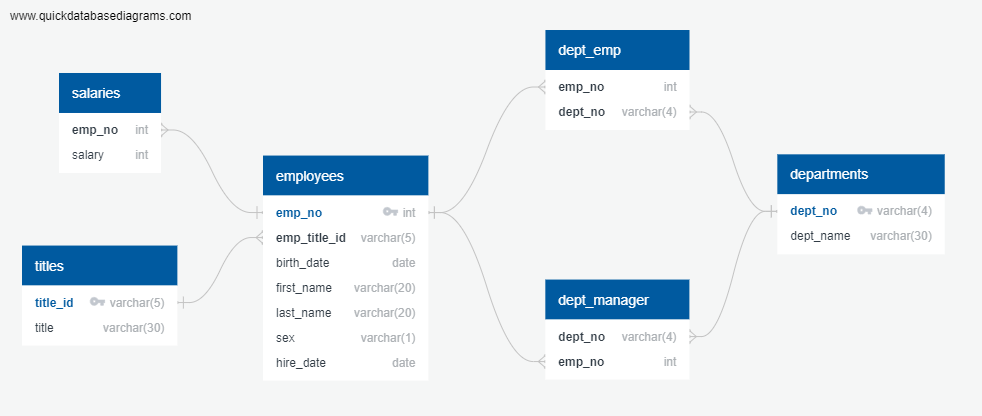 www.quickdatabasediagrams.com
salaries
emp_no int
salary int
titles
title_id varchar(5)
title varchar(30)
employees
emp_no int
emp_title_id varchar(5)
birth_date date
first_name varchar(20)
last_name varchar(20)
sex varchar(1)
hire_date date
dept_emp
emp_no int
dept_no varchar(4)
dept_manager
dept_no varchar(4)
emp_no int
departments
dept_no varchar(4)
dept_name varchar(30)